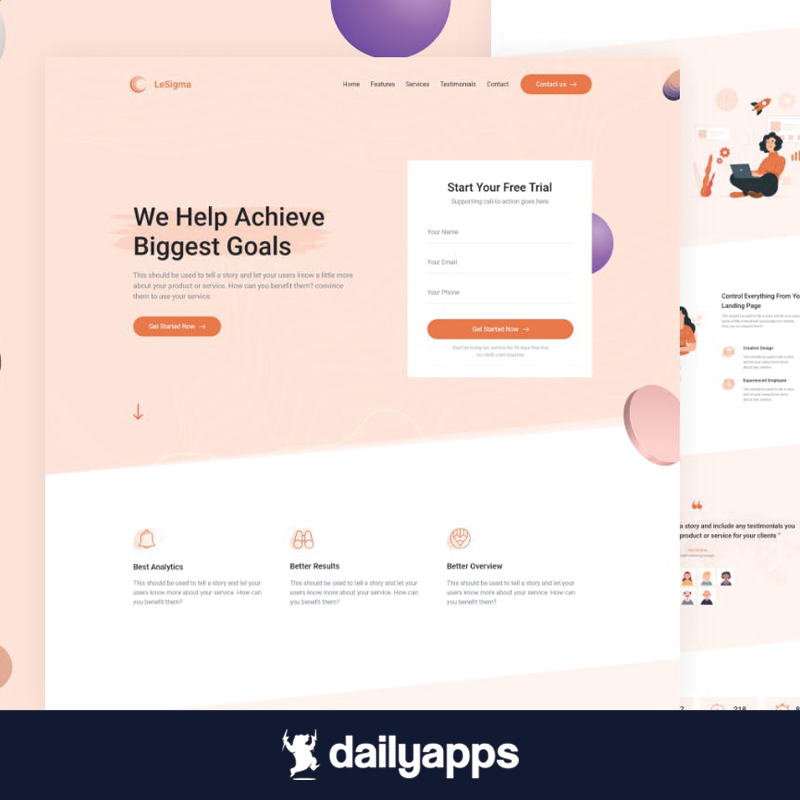 LeSigma
Home Features Services Testimonials Contact
Contact us
We Help Achieve
Biggest Goals
This should be used to tell a story and let your users know a little more
about your product or service. How can you benefit them? convince
them to use your service.
Get Started Now
Start Your Free Trial
Supporting call-to-action goes here
Your Name
Your Email
Your Phone
Get Started Now
Best Analytics
This should be used to tell a story and let your
users know more about your service. How can
you benefit them?
Better Results
This should be used to tell a story and let your
users know more about your service. How can
you benefit them?
Better Overview
This should be used to tell a story and let your
users know more about your service. How can
you benefit them?
Control Everything From Yo
Landing Page
Creative Design
Experienced Employee
a story and include any testimonials you
product or service for your clients "
7
218
dailyapps